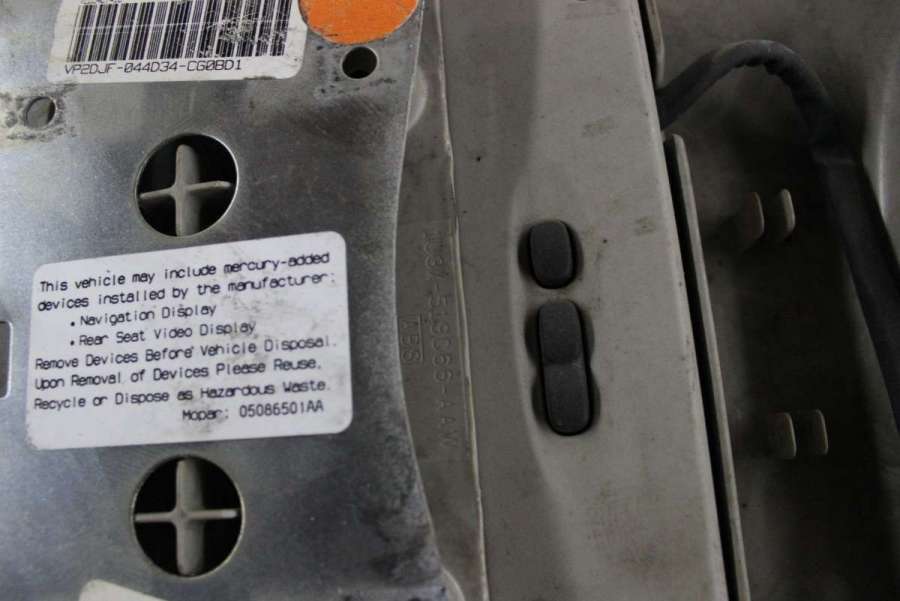 VP2DJF-044D34-CG0BD1
This vehicle may include mercury-added
devices installed by the manufacturer:
• Navigation Display
• Rear Seat Video Display
Remove Devices Before Vehicle Disposal.
Upon Removal of Devices Please Reuse,
Recycle or Dispose as Hazardous Waste.
Mopar: 05086501AA
ABS